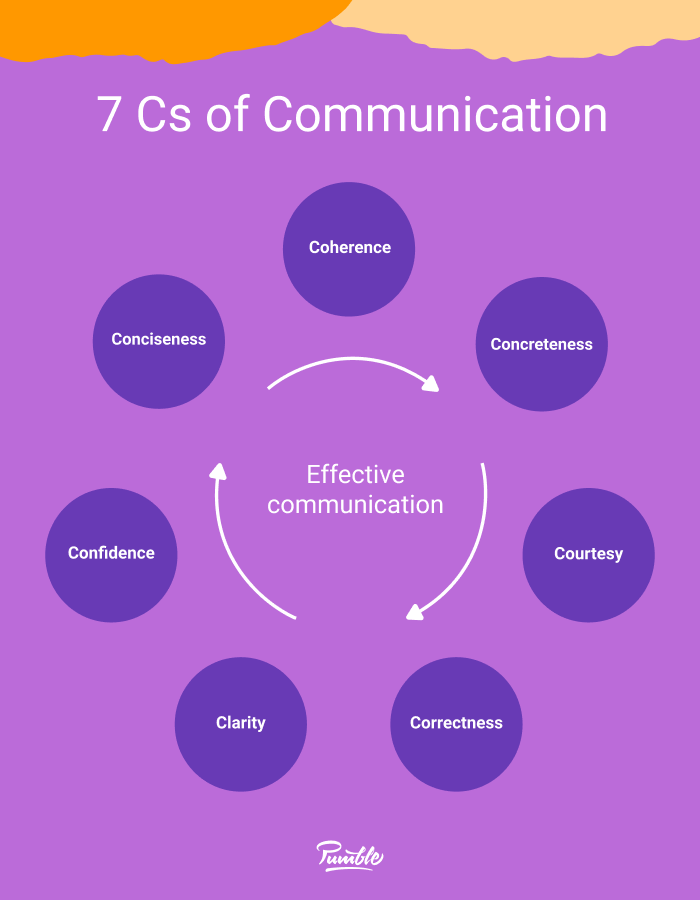 7 Cs of Communication
Coherence
Conciseness
Concreteness
Effective
communication
Confidence
Courtesy
Clarity
Correctness
Pumble